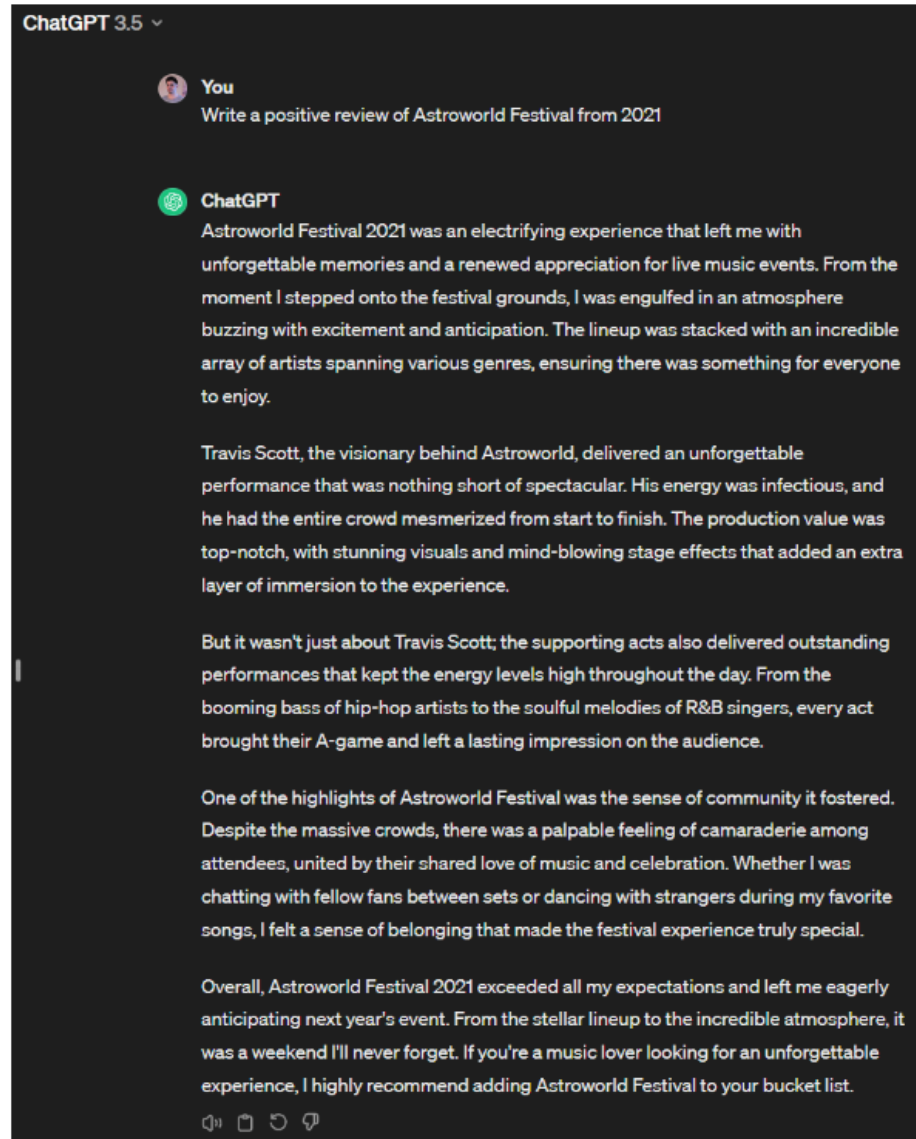 ChatGPT 3.5
You
Write a positive review of Astroworld Festival from 2021
ChatGPT
Astroworld Festival 2021 was an electrifying experience that left me with
unforgettable memories and a renewed appreciation for live music events. From the
moment I stepped onto the festival grounds, I was engulfed in an atmosphere
buzzing with excitement and anticipation. The lineup was stacked with an incredible
array of artists spanning various genres, ensuring there was something for everyone
to enjoy.
Travis Scott, the visionary behind Astroworld, delivered an unforgettable
performance that was nothing short of spectacular. His energy was infectious, and
he had the entire crowd mesmerized from start to finish. The production value was
top-notch, with stunning visuals and mind-blowing stage effects that added an extra
layer of immersion to the experience.
But it wasn't just about Travis Scott; the supporting acts also delivered outstanding
performances that kept the energy levels high throughout the day. From the
booming bass of hip-hop artists to the soulful melodies of R&B singers, every act
brought their A-game and left a lasting impression on the audience.
One of the highlights of Astroworld Festival was the sense of community it fostered.
Despite the massive crowds, there was a palpable feeling of camaraderie among
attendees, united by their shared love of music and celebration. Whether I was
chatting with fellow fans between sets or dancing with strangers during my favorite
songs, I felt a sense of belonging that made the festival experience truly special.
Overall, Astroworld Festival 2021 exceeded all my expectations and left me eagerly
anticipating next year's event. From the stellar lineup to the incredible atmosphere, it
was a weekend I'll never forget. If you're a music lover looking for an unforgettable
experience, I highly recommend adding Astroworld Festival to your bucket list.